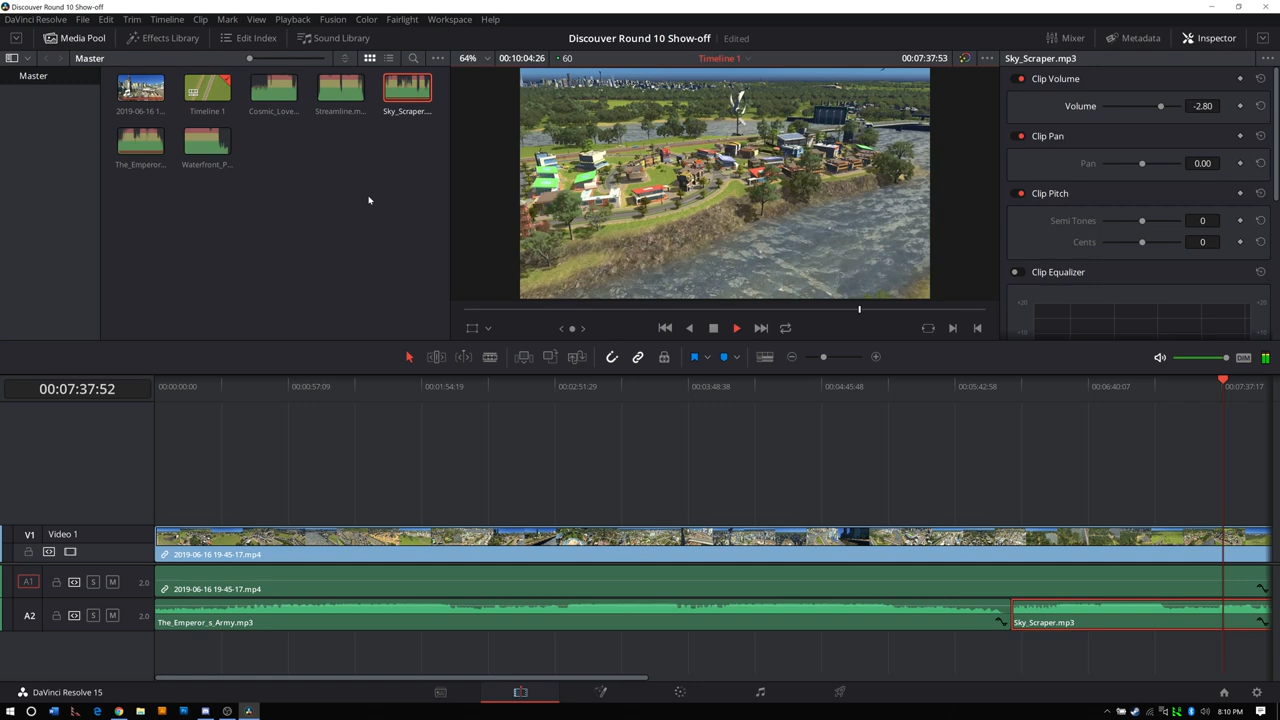 Discover Round 10 Show-off
DaVinci Resolve File Edit Trim Timeline Clip Mark View Playback Fusion Color Fairlight Workspace Help
Media Pool Effects Library Edit Index Sound Library Discover Round 10 Show-off Edited Mixer Metadata Inspector
Master 64% 00:10:04:26 60 Timeline 1 00:07:37:53 Sky_Scraper.mp3
Master
2019-06-16 1... Timeline 1 Cosmic_Love... Streamline.m... Sky_Scraper....
The_Emperor... Waterfront_P...
Clip Volume
Volume -2.80
Clip Pan
Pan 0.00
Clip Pitch
Semi Tones 0
Cents 0
Clip Equalizer
+20 +20
+10 +10
DIM
00:07:37:52 00:00:00:00 00:00:57:09 00:01:54:19 00:02:51:29 00:03:48:38 00:04:45:48 00:05:42:58 00:06:40:07 00:07:37:17
V1 Video 1
2019-06-16 19-45-17.mp4
A1 S M 2.0
2019-06-16 19-45-17.mp4
A2 S M 2.0
The_Emperor_s_Army.mp3 Sky_Scraper.mp3
DaVinci Resolve 15
8:10 PM